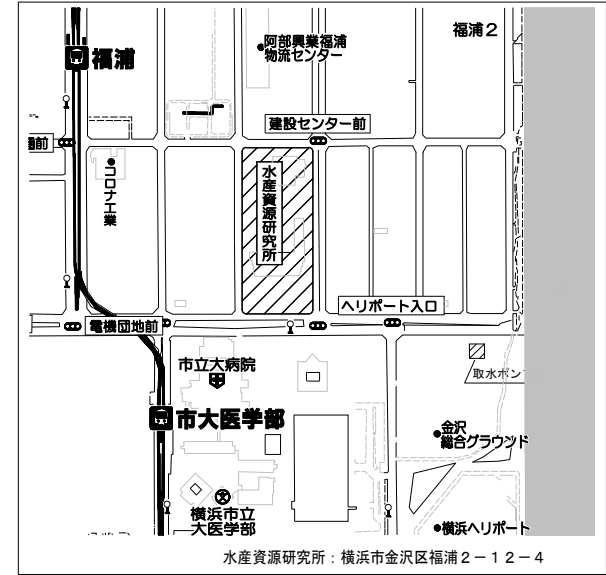 福浦
阿部興業福浦
物流センター
福浦2
建設センター前
前
コロナ工業
水産資源研究所
ヘリポート入口
電機団地前
市立大病院
取水ポン
市大医学部
金沢
総合グラウンド
横浜市立
大医学部
横浜ヘリポート
水産資源研究所:横浜市金沢区福浦2-12-4